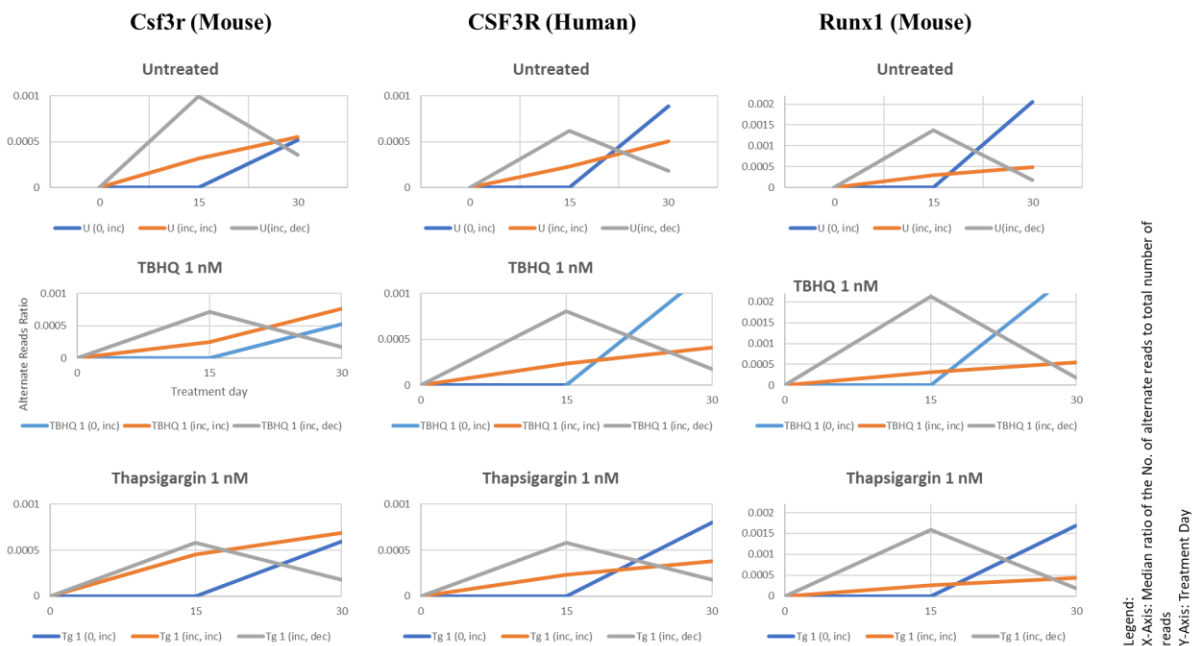 Csf3r (Mouse)
CSF3R (Human)
Runx1 (Mouse)
Untreated
0.001
0.0005
0
0
15
30
U (0, inc)
U (inc, inc)
U(inc, dec)
Untreated
0.001
0.0005
0
0
15
30
U (0, inc)
U (inc, inc)
U (inc, dec)
Untreated
0.002
0.0015
0.001
0.0005
0
0
15
30
U (0, inc)
U (inc, inc)
U (inc, dec)
TBHQ 1 nM
Alternate Reads Ratio
0.001
0.0005
0
0
15
30
Treatment day
TBHQ 1 (0, inc)
TBHQ 1 (inc, inc)
TBHQ 1 (inc, dec)
TBHQ 1 nM
0.001
0.0005
0
0
15
30
TBHQ 1 (0, inc)
TBHQ 1 (inc, inc)
TBHQ 1 (inc, dec)
TBHQ 1 nM
0.002
0.0015
0.001
0.0005
0
0
15
30
TBHQ 1 (0, inc)
TBHQ 1 (inc, inc)
TBHQ 1 (inc, dec)
Thapsigargin 1 nM
0.001
0.0005
0
0
15
30
Tg 1 (0, inc)
Tg 1 (inc, inc)
Tg 1 (inc, dec)
Thapsigargin 1 nM
0.001
0.0005
0
0
15
30
Tg 1 (0, inc)
Tg 1 (inc, inc)
Tg 1 (inc, dec)
Thapsigargin 1 nM
0.002
0.0015
0.001
0.0005
0
0
15
30
Tg 1 (0, inc)
Tg 1 (inc, inc)
Tg 1 (inc, dec)
Legend:
X-Axis: Median ratio of the No. of alternate reads to total number of
reads
Y-Axis: Treatment Day